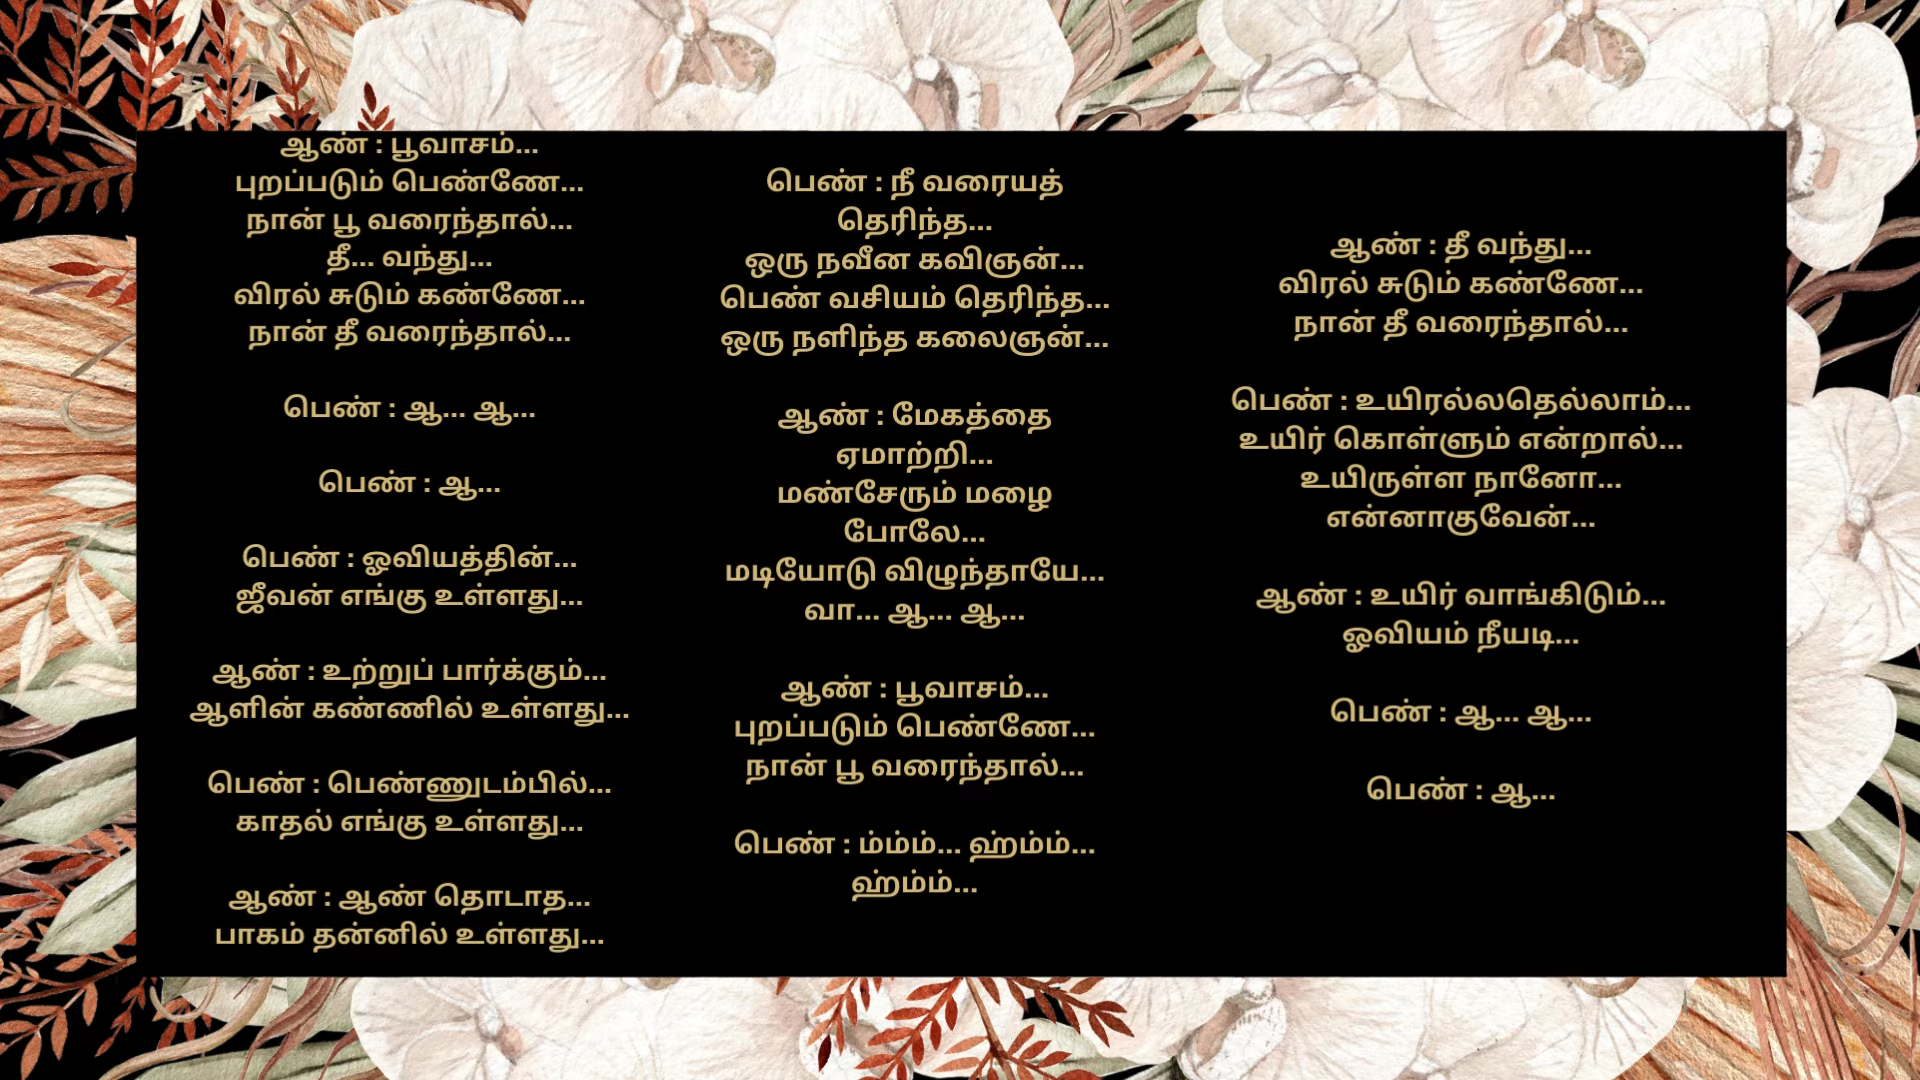 ஆண் : பூவாசம்...
புறப்படும் பெண்ணே...
நான் பூ வரைந்தால்...
தீ... வந்து...
விரல் சுடும் கண்ணே...
நான் தீ வரைந்தால்...
பெண் : ஆ... ஆ...
பெண் : ஆ...
பெண் : ஓவியத்தின்...
ஜீவன் எங்கு உள்ளது...
ஆண் : உற்றுப் பார்க்கும்...
ஆளின் கண்ணில் உள்ளது...
பெண் : பெண்ணுடம்பில்...
காதல் எங்கு உள்ளது...
ஆண் : ஆண் தொடாத...
பாகம் தன்னில் உள்ளது...
பெண் : நீ வரையத்
தெரிந்த...
ஒரு நவீன கவிஞன்...
பெண் வசியம் தெரிந்த...
ஒரு நளிந்த கலைஞன்...
ஆண் : மேகத்தை
ஏமாற்றி...
மண்சேரும் மழை
போலே...
மடியோடு விழுந்தாயே...
வா... ஆ... ஆ...
ஆண் : பூவாசம்...
புறப்படும் பெண்ணே...
நான் பூ வரைந்தால்...
பெண் : ம்ம்ம்... ஹ்ம்ம்...
ஹ்ம்ம்...
ஆண் : தீ வந்து...
விரல் சுடும் கண்ணே...
நான் தீ வரைந்தால்...
பெண் : உயிரல்லதெல்லாம்...
உயிர் கொள்ளும் என்றால்...
உயிருள்ள நானோ...
என்னாகுவேன்...
ஆண் : உயிர் வாங்கிடும்...
ஓவியம் நீயடி...
பெண் : ஆ... ஆ...
பெண் : ஆ...